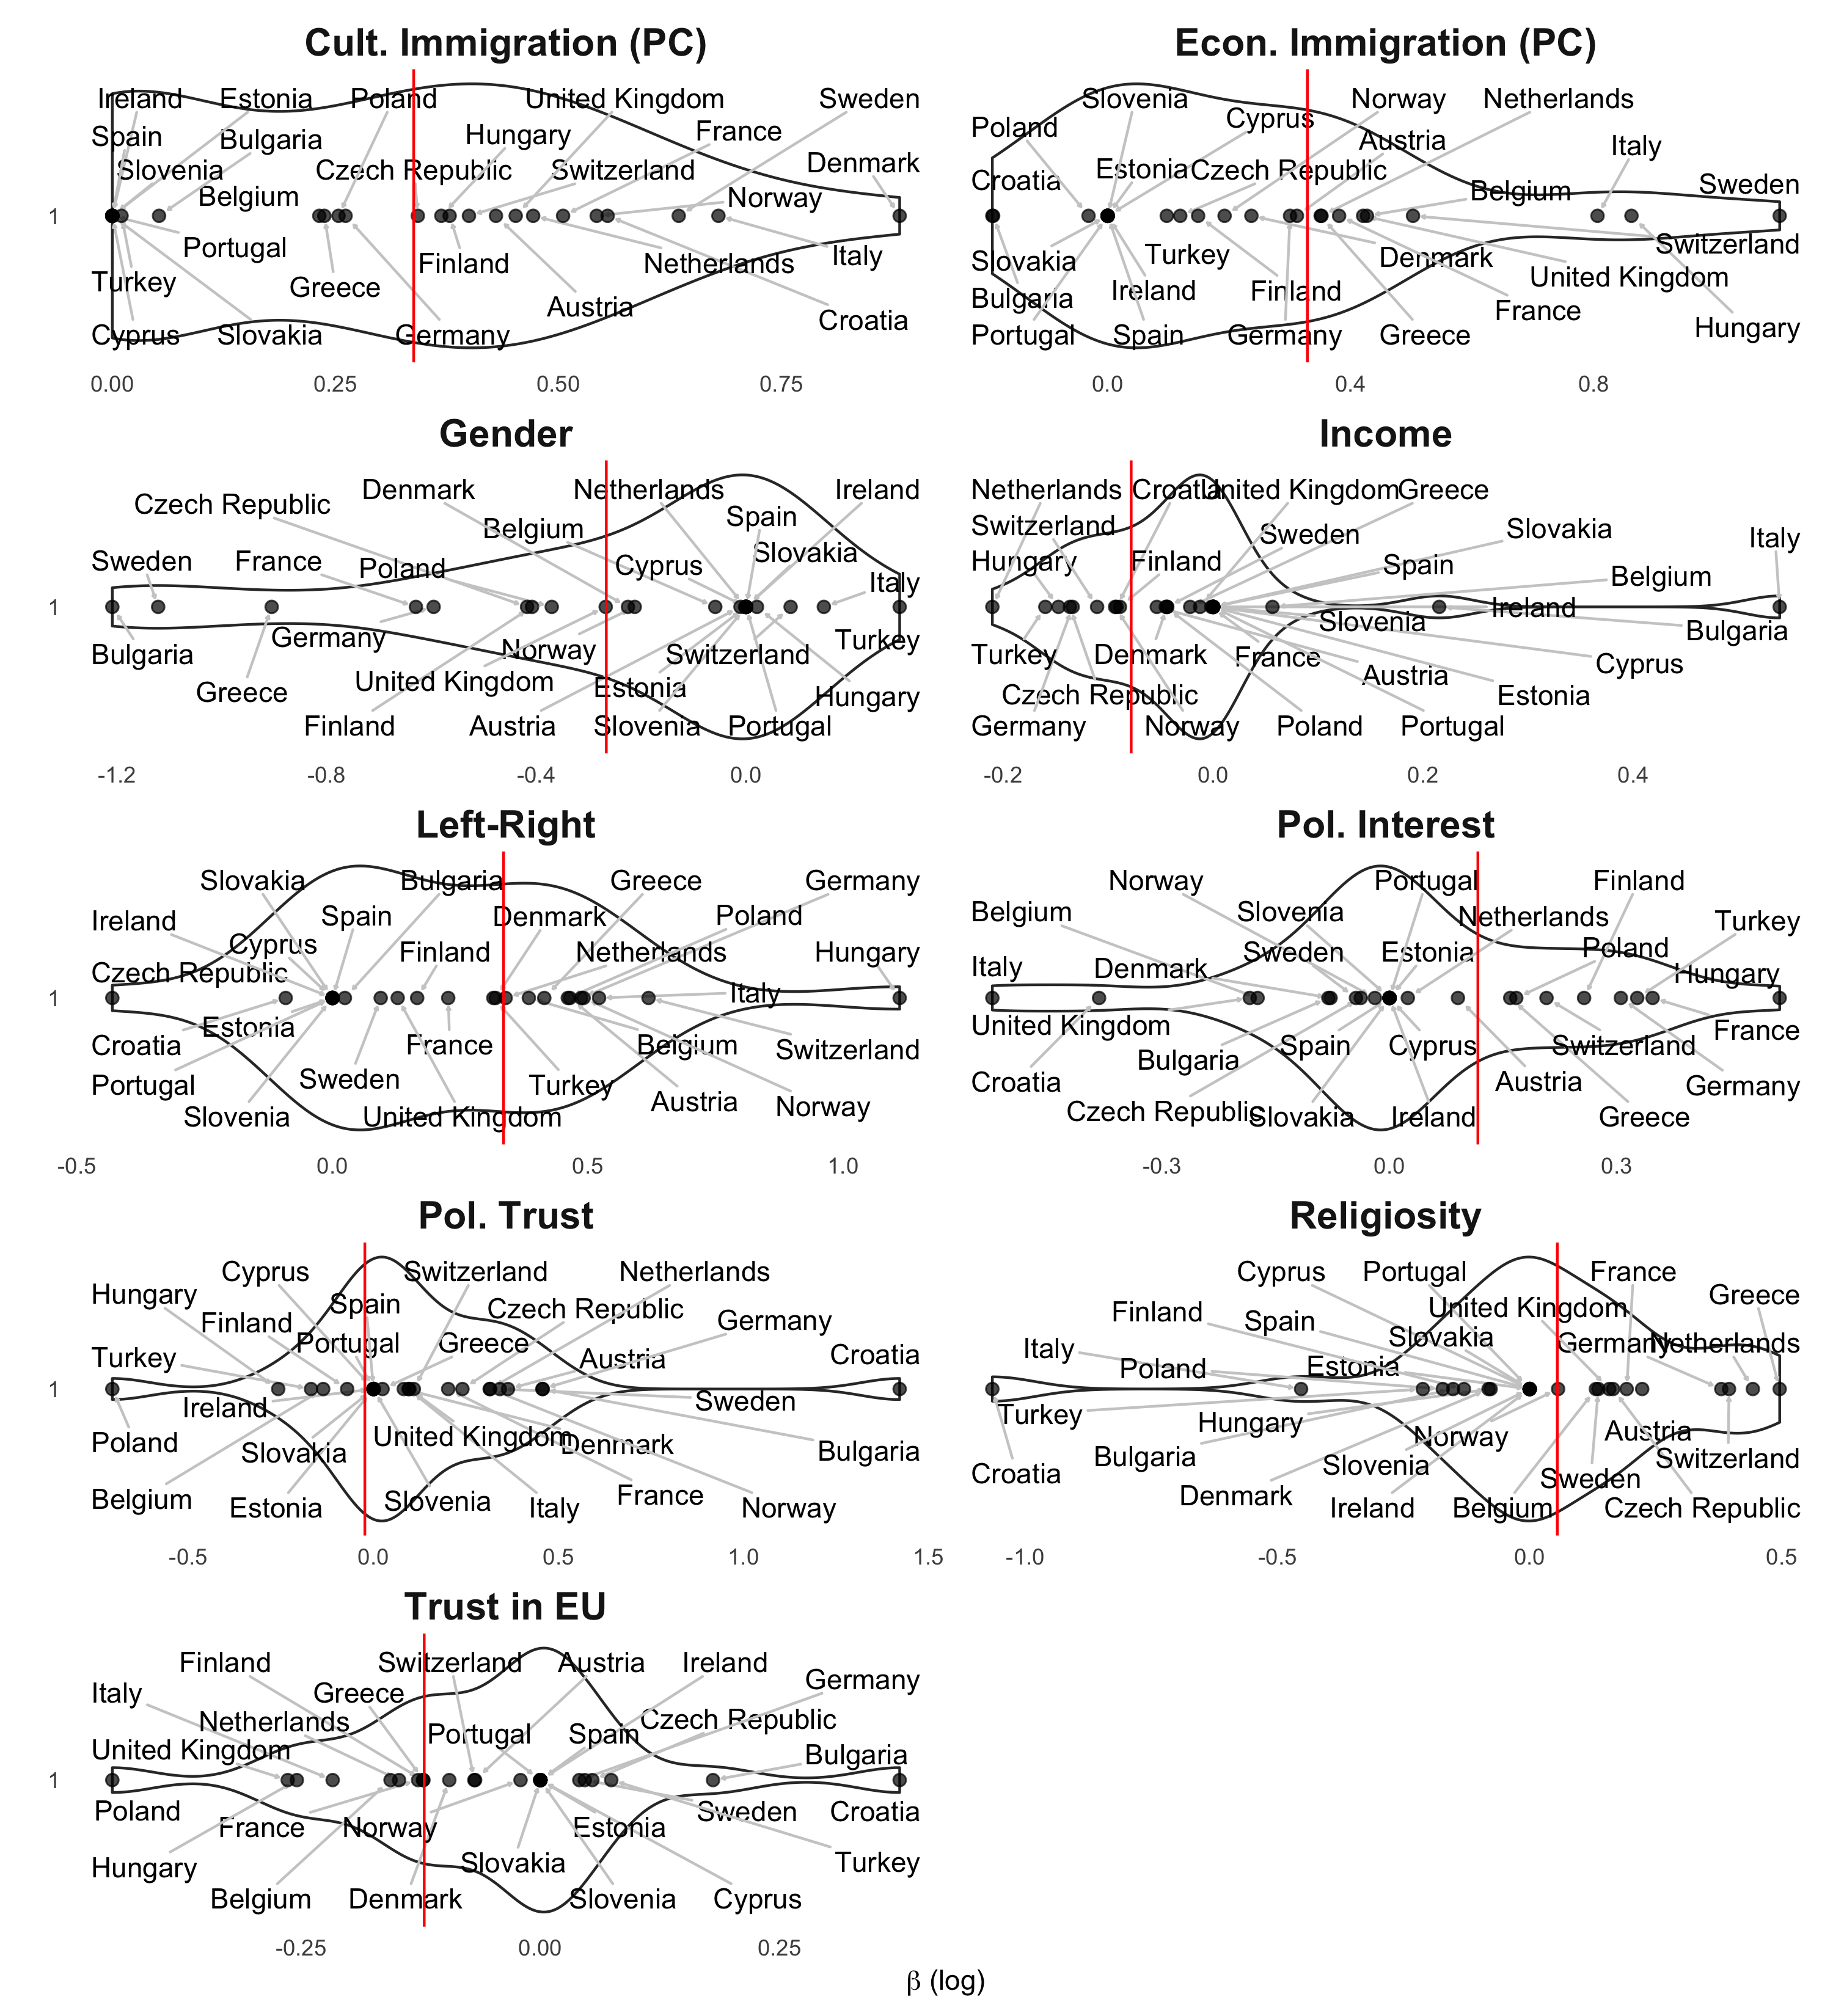 Cult. Immigration (PC)
Ireland Estonia Poland United Kingdom Sweden
Spain Bulgaria Hungary France
Slovenia Czech Republic Switzerland Denmark
Belgium Norway
1
Portugal Finland Netherlands Italy
Turkey Greece Austria
Cyprus Slovakia Germany Croatia
0.00 0.25 0.50 0.75
Econ. Immigration (PC)
Slovenia Norway Netherlands
Poland Cyprus Austria Italy
Croatia Estonia Czech Republic Belgium Sweden
Slovakia Turkey Denmark Switzerland
Bulgaria Ireland Finland United Kingdom
Portugal Spain Germany Greece France Hungary
0.0 0.4 0.8
Gender
Czech Republic Denmark Netherlands Ireland
Belgium Spain
Sweden France Poland Cyprus Slovakia
Italy
1
Bulgaria Germany Norway Switzerland Turkey
Greece United Kingdom Estonia Hungary
Finland Austria Slovenia Portugal
-1.2 -0.8 -0.4 0.0
Income
Netherlands Croatia United Kingdom Greece
Switzerland Sweden Slovakia
Hungary Finland Spain Italy
Belgium
Ireland
Slovenia Bulgaria
Turkey Denmark France Cyprus
Czech Republic Austria Estonia
Germany Norway Poland Portugal
-0.2 0.0 0.2 0.4
Left-Right
Slovakia Bulgaria Greece Germany
Ireland Spain Denmark Poland
Cyprus Finland Netherlands Hungary
Czech Republic Italy
1
Croatia Estonia France Belgium Switzerland
Portugal Sweden Turkey Austria Norway
Slovenia United Kingdom
-0.5 0.0 0.5 1.0
Pol. Interest
Norway Portugal Finland
Belgium Slovenia Netherlands Turkey
Italy Denmark Sweden Estonia Poland Hungary
United Kingdom Spain Cyprus Switzerland France
Croatia Bulgaria Austria Germany
Czech Republic Slovakia Ireland Greece
-0.3 0.0 0.3
Pol. Trust
Cyprus Switzerland Netherlands
Hungary Spain Czech Republic
Finland Portugal Greece Germany
Turkey Austria Croatia
1
Ireland Sweden
Poland Slovakia United Kingdom Denmark Bulgaria
Belgium Estonia Slovenia Italy France Norway
-0.5 0.0 0.5 1.0 1.5
Religiosity
Cyprus Portugal France
Finland Spain United Kingdom Greece
Italy Slovakia Germany Netherlands
Poland Estonia
Turkey Hungary Norway Austria
Croatia Bulgaria Slovenia Sweden Switzerland
Denmark Ireland Belgium Czech Republic
-1.0 -0.5 0.0 0.5
Trust in EU
Finland Switzerland Austria Ireland
Italy Greece Germany
Netherlands Portugal Spain Czech Republic
United Kingdom Bulgaria
1
Poland France Norway Estonia Sweden Croatia
Hungary Slovakia Turkey
Belgium Denmark Slovenia Cyprus
-0.25 0.00 0.25
β (log)